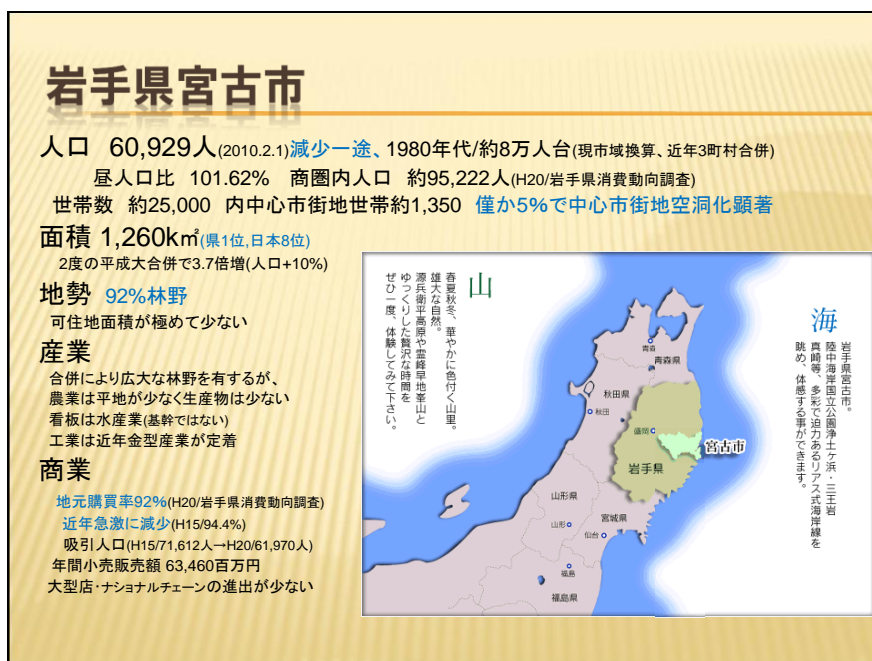 岩手県宮古市
人口 60,929人(2010.2.1)減少一途、1980年代/約8万人台(現市域換算、近年3町村合併)
昼人口比 101.62% 商圏内人口 約95,222人(H20/岩手県消費動向調査)
世帯数 約25,000 内中心市街地世帯約1,350 僅か5%で中心市街地空洞化顕著
面積 1,260k㎡(県1位,日本8位)
2度の平成大合併で3.7倍増(人口+10%)
地勢 92%林野
可住地面積が極めて少ない
産業
合併により広大な林野を有するが、
農業は平地が少なく生産物は少ない
看板は水産業(基幹ではない)
工業は近年金型産業が定着
商業
地元購買率92%(H20/岩手県消費動向調査)
近年急激に減少(H15/94.4%)
吸引人口(H15/71,612人→H20/61,970人)
年間小売販売額 63,460百万円
大型店・ナショナルチェーンの進出が少ない
山
春夏秋冬、華やかに色付く山里。
雄大な自然。
源兵衛平高原や霊峰早地峯山と
ゆっくりした贅沢な時間を
ぜひ一度、体験してみて下さい。
海
岩手県宮古市。
陸中海岸国立公園浄土ヶ浜・三王岩
真崎等、多彩で迫力あるリアス式海岸線を
眺め、体感する事ができます。
青森
青森県
秋田県
秋田
盛岡
宮古市
岩手県
山形県
宮城県
山形
仙台
福島
福島県